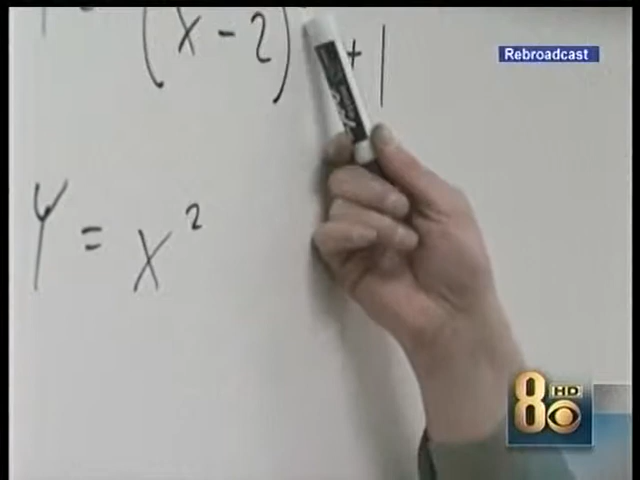 Rebroadcast
(x - 2) + 1
Y = x²
8 HD